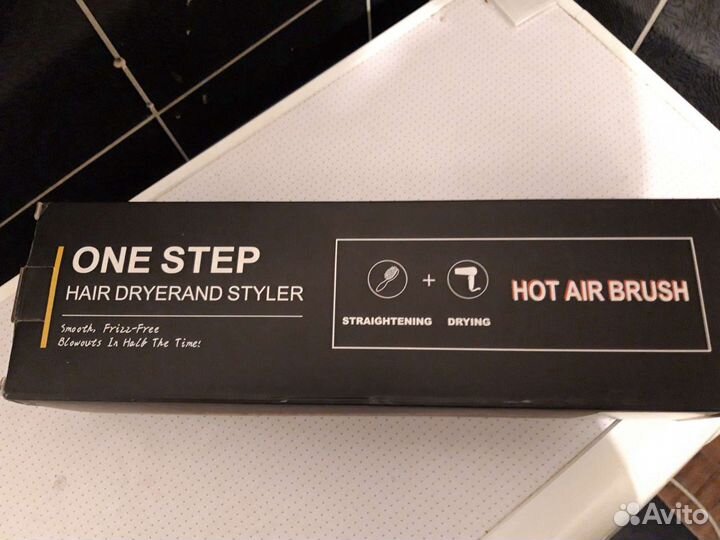 ONE STEP
HAIR DRYERAND STYLER
Smooth, Frizz-Free
Blowouts In Half The Time!
+
STRAIGHTENING DRYING
HOT AIR BRUSH
Avito